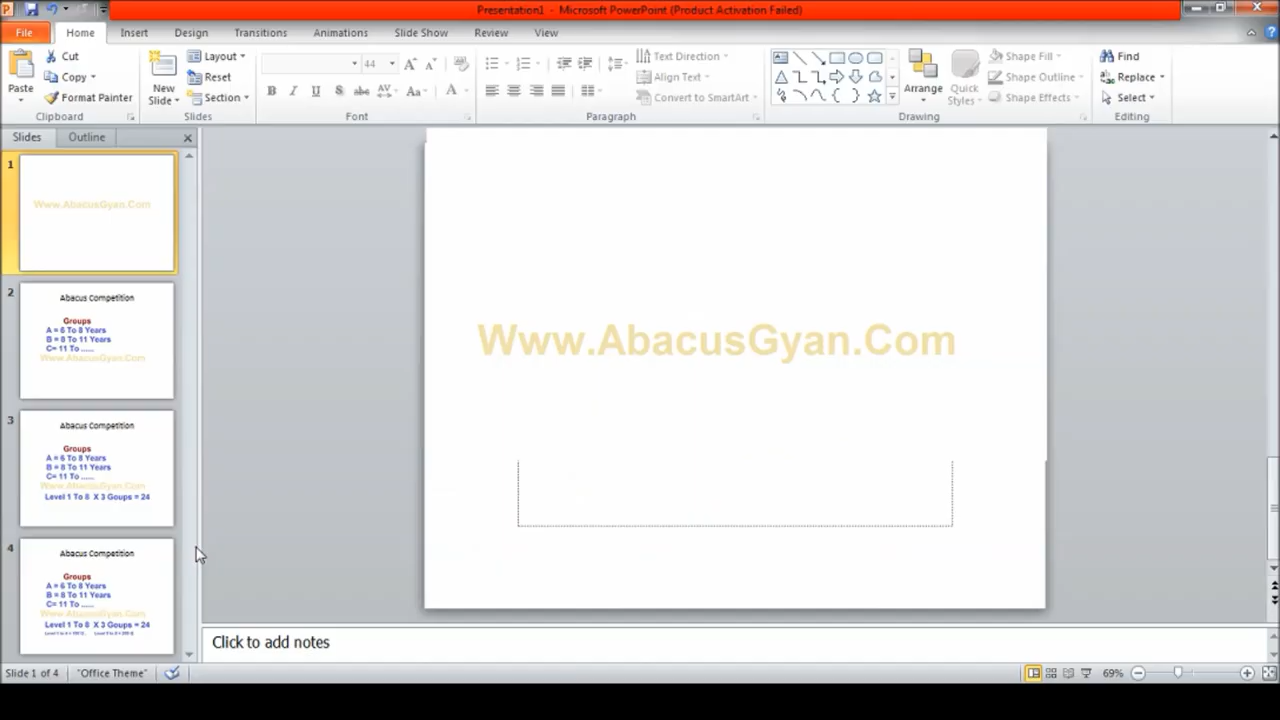 Presentation1 - Microsoft PowerPoint (Product Activation Failed)
File Home Insert Design Transitions Animations Slide Show Review View
Paste
Cut
Copy
Format Painter
Clipboard
New
Slide
Layout
Reset
Section
Slides
44
B I U S abc AV Aa A
Font
Text Direction
Align Text
Convert to SmartArt
Paragraph
Arrange
Quick
Styles
Shape Fill
Shape Outline
Shape Effects
Drawing
Find
Replace
Select
Editing
Slides Outline
1
Www.AbacusGyan.Com
2
Abacus Competition
Groups
A = 6 To 8 Years
B = 8 To 11 Years
C= 11 To ......
Www.AbacusGyan.Com
3
Abacus Competition
Groups
A = 6 To 8 Years
B = 8 To 11 Years
C= 11 To ......
Www.AbacusGyan.Com
Level 1 To 8 X 3 Goups = 24
4
Abacus Competition
Groups
A = 6 To 8 Years
B = 8 To 11 Years
C= 11 To ......
Www.AbacusGyan.Com
Level 1 To 8 X 3 Goups = 24
Www.AbacusGyan.Com
Click to add notes
Slide 1 of 4 "Office Theme" 69%